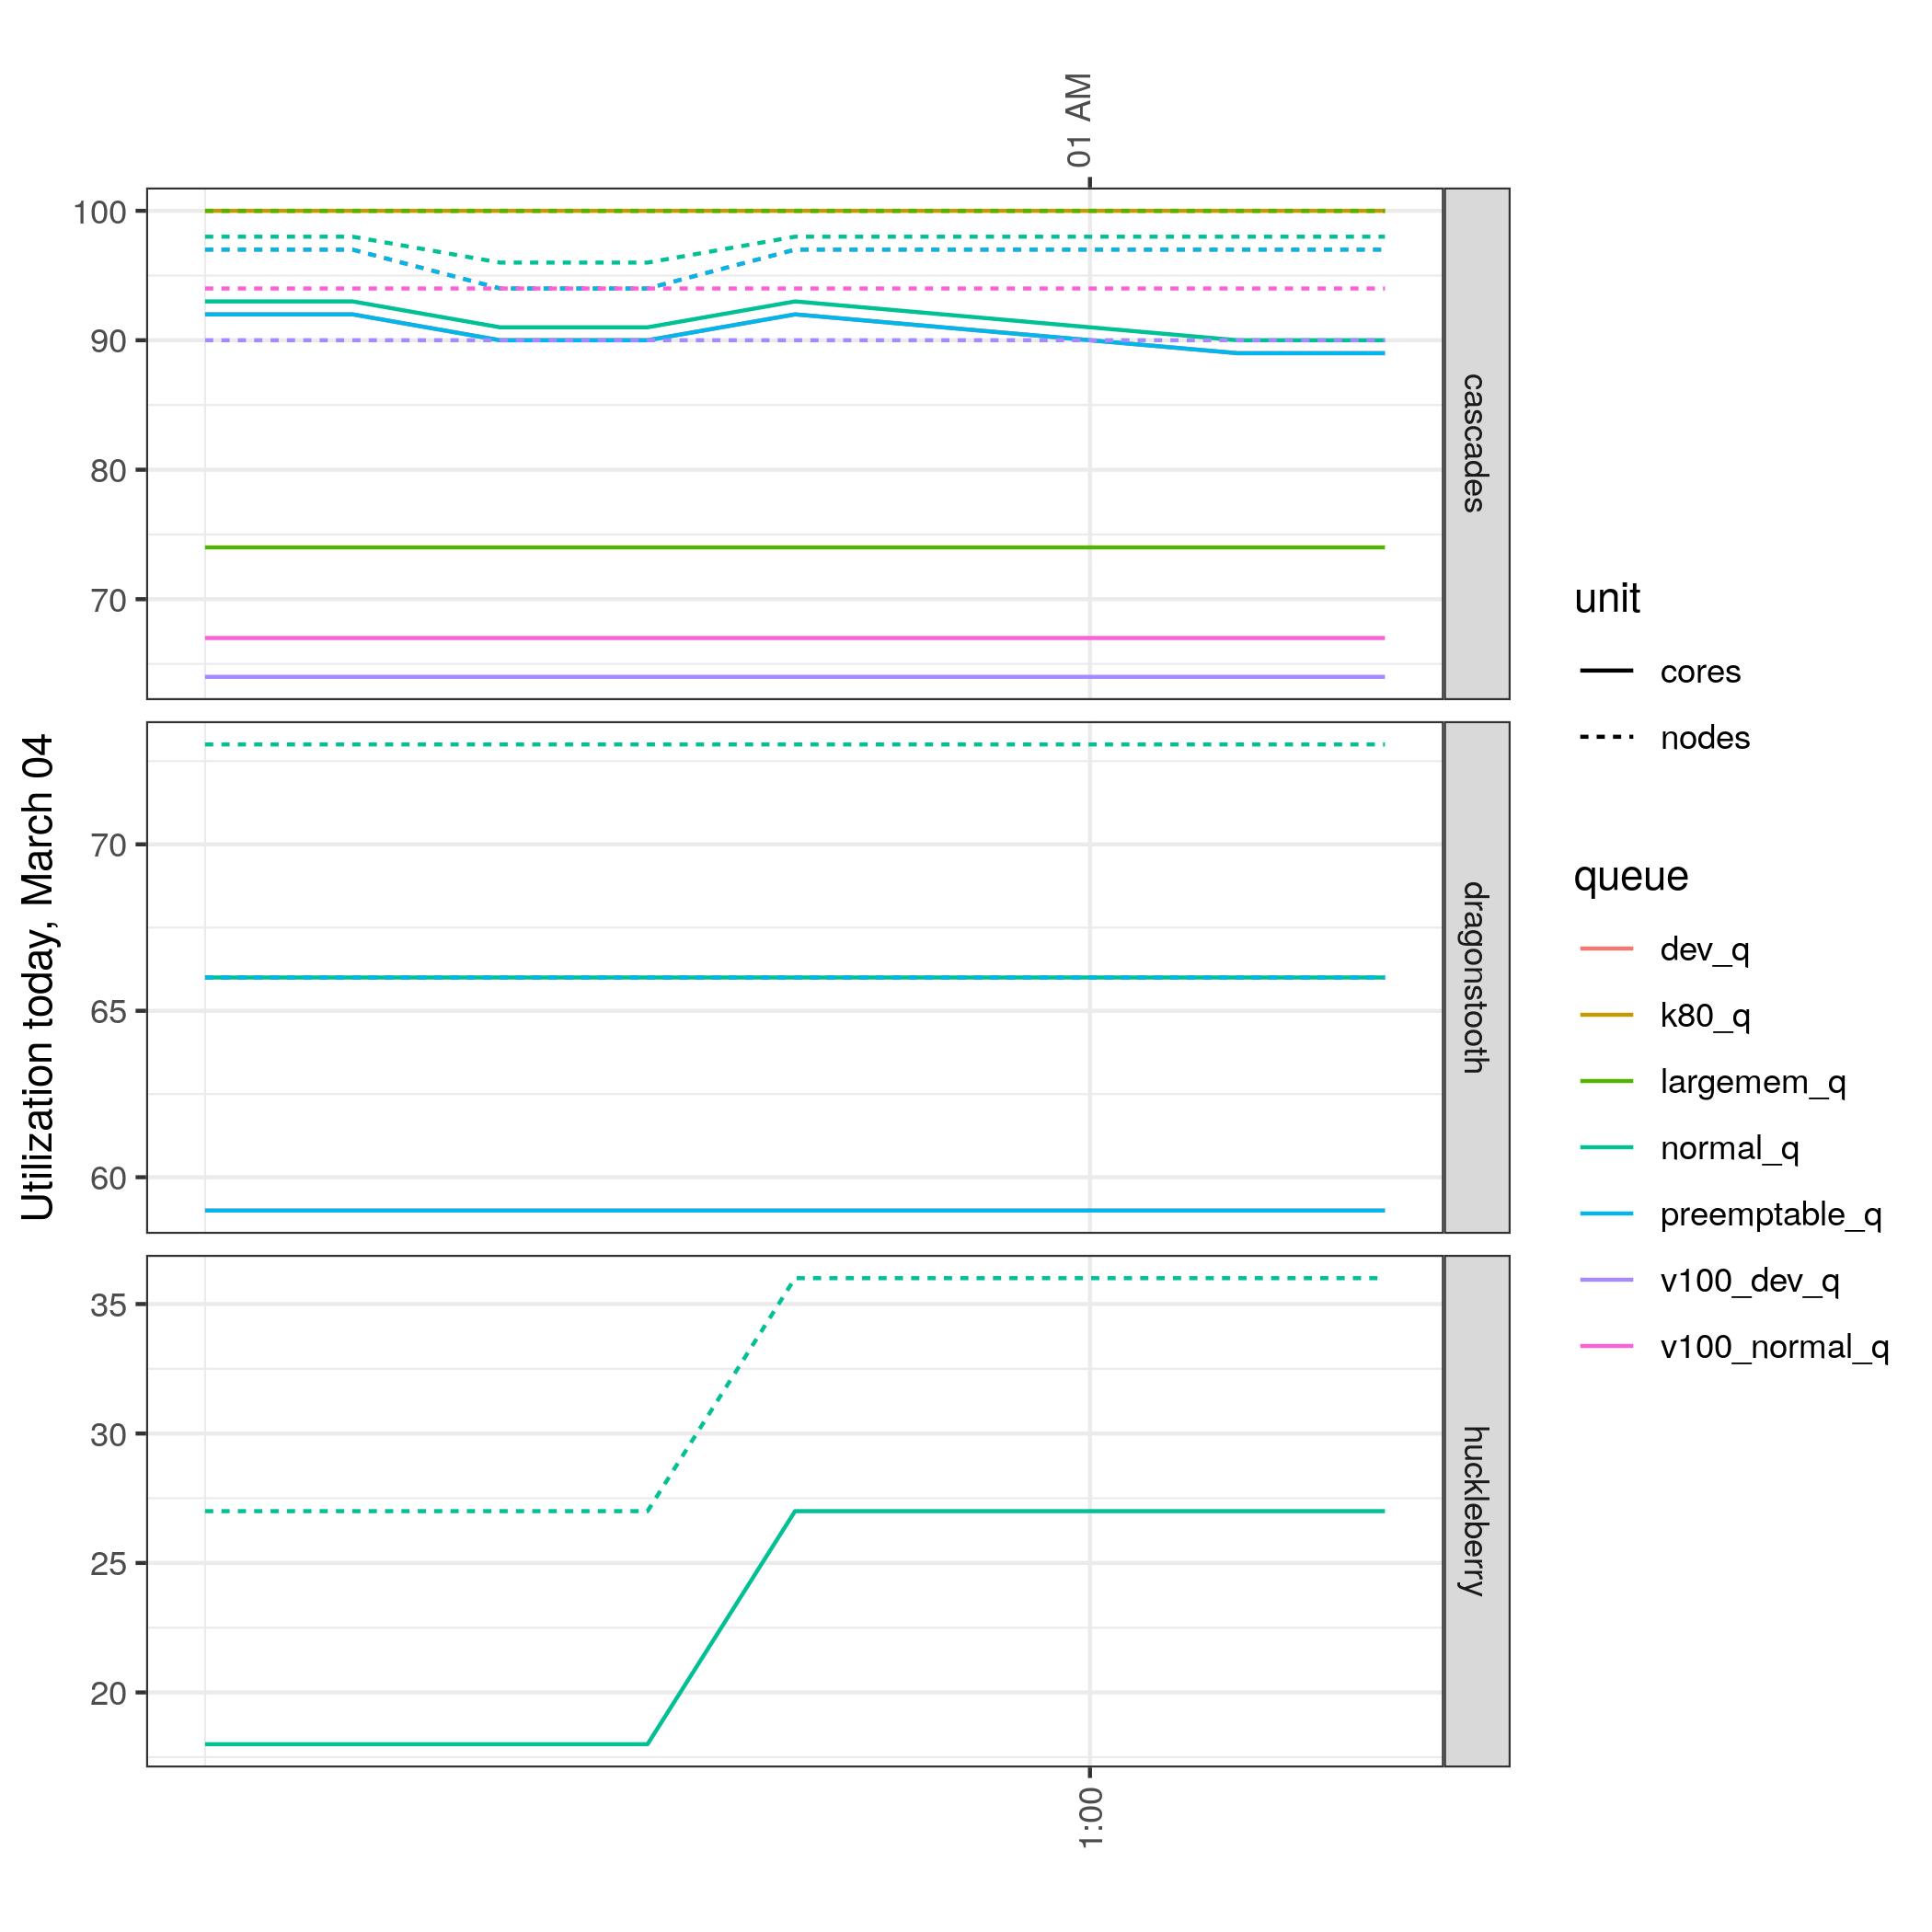 01 AM
100
90
80
70
cascades
Utilization today, March 04
70
65
60
dragonstooth
35
30
25
20
huckleberry
1:00
unit
cores
nodes
queue
dev_q
k80_q
largemem_q
normal_q
preemptable_q
v100_dev_q
v100_normal_q